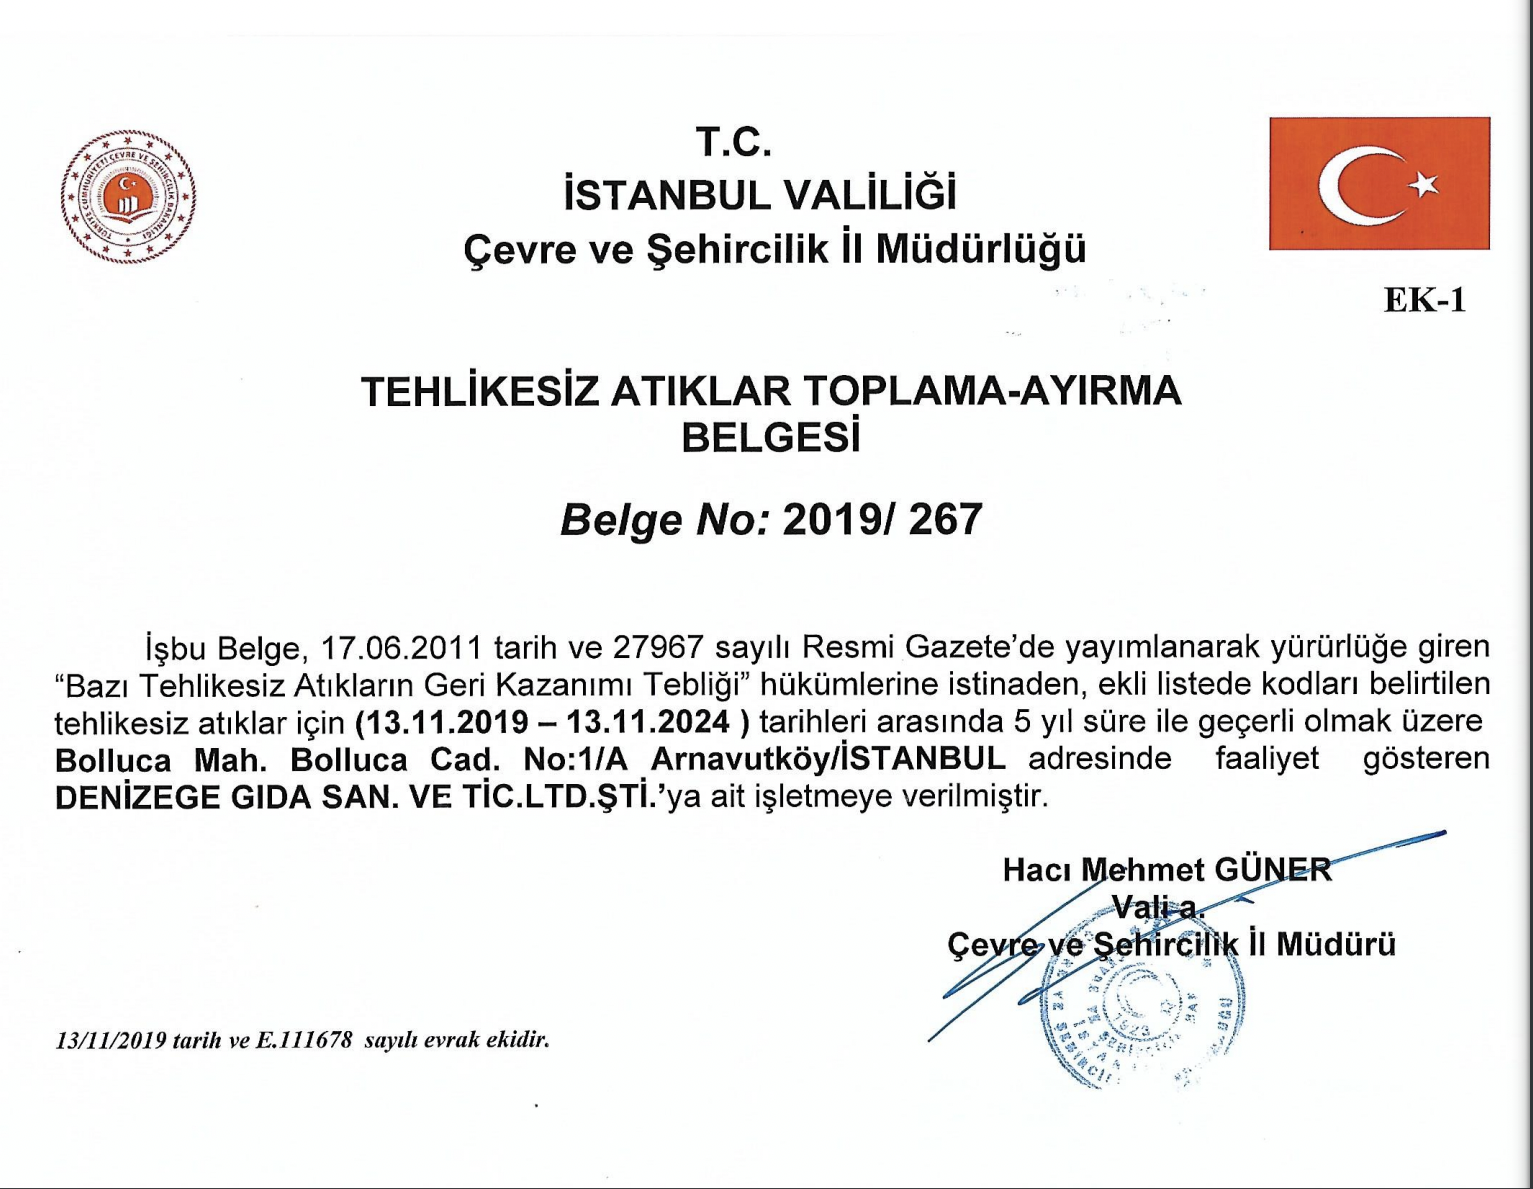 T.C.
İSTANBUL VALİLİĞİ
Çevre ve Şehircilik İl Müdürlüğü
TÜRKİYE CUMHURİYETİ ÇEVRE VE ŞEHİRCİLİK BAKANLIĞI
EK-1
TEHLİKESİZ ATIKLAR TOPLAMA-AYIRMA
BELGESİ
Belge No: 2019/ 267
İşbu Belge, 17.06.2011 tarih ve 27967 sayılı Resmi Gazete’de yayımlanarak yürürlüğe giren
“Bazı Tehlikesiz Atıkların Geri Kazanımı Tebliği” hükümlerine istinaden, ekli listede kodları belirtilen
tehlikesiz atıklar için (13.11.2019 – 13.11.2024 ) tarihleri arasında 5 yıl süre ile geçerli olmak üzere
Bolluca Mah. Bolluca Cad. No:1/A Arnavutköy/İSTANBUL adresinde faaliyet gösteren
DENİZEGE GIDA SAN. VE TİC.LTD.ŞTİ.’ya ait işletmeye verilmiştir.
Hacı Mehmet GÜNER
Vali a.
Çevre ve Şehircilik İl Müdürü
1923
13/11/2019 tarih ve E.111678 sayılı evrak ekidir.